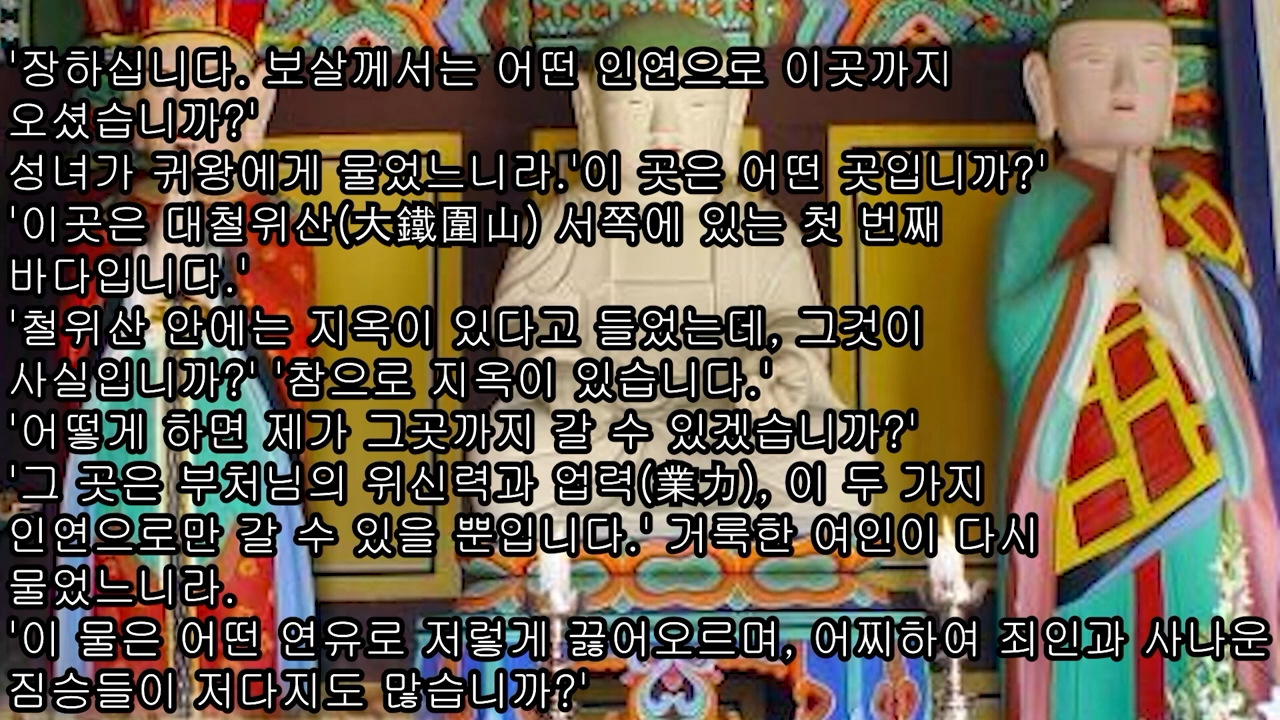 '장하십니다. 보살께서는 어떤 인연으로 이곳까지
오셨습니까?'
성녀가 귀왕에게 물었느니라.'이 곳은 어떤 곳입니까?'
'이곳은 대철위산(大鐵圍山) 서쪽에 있는 첫 번째
바다입니다.'
'철위산 안에는 지옥이 있다고 들었는데, 그것이
사실입니까?' '참으로 지옥이 있습니다.'
'어떻게 하면 제가 그곳까지 갈 수 있겠습니까?'
'그 곳은 부처님의 위신력과 업력(業力), 이 두 가지
인연으로만 갈 수 있을 뿐입니다.' 거룩한 여인이 다시
물었느니라.
'이 물은 어떤 연유로 저렇게 끓어오르며, 어찌하여 죄인과 사나운
짐승들이 저다지도 많습니까?'